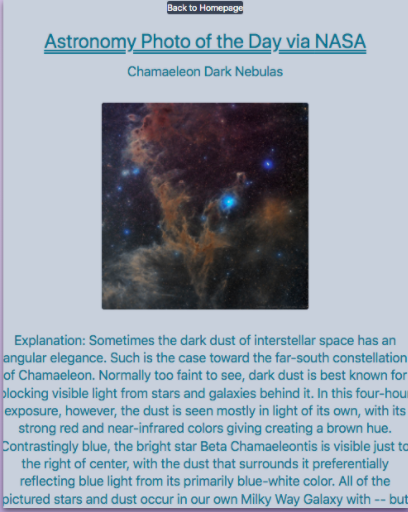 Back to Homepage
Astronomy Photo of the Day via NASA
Chamaeleon Dark Nebulas
Explanation: Sometimes the dark dust of interstellar space has an
angular elegance. Such is the case toward the far-south constellation
of Chamaeleon. Normally too faint to see, dark dust is best known for
blocking visible light from stars and galaxies behind it. In this four-hour
exposure, however, the dust is seen mostly in light of its own, with its
strong red and near-infrared colors giving creating a brown hue.
Contrastingly blue, the bright star Beta Chamaeleontis is visible just to
the right of center, with the dust that surrounds it preferentially
reflecting blue light from its primarily blue-white color. All of the
pictured stars and dust occur in our own Milky Way Galaxy with -- but